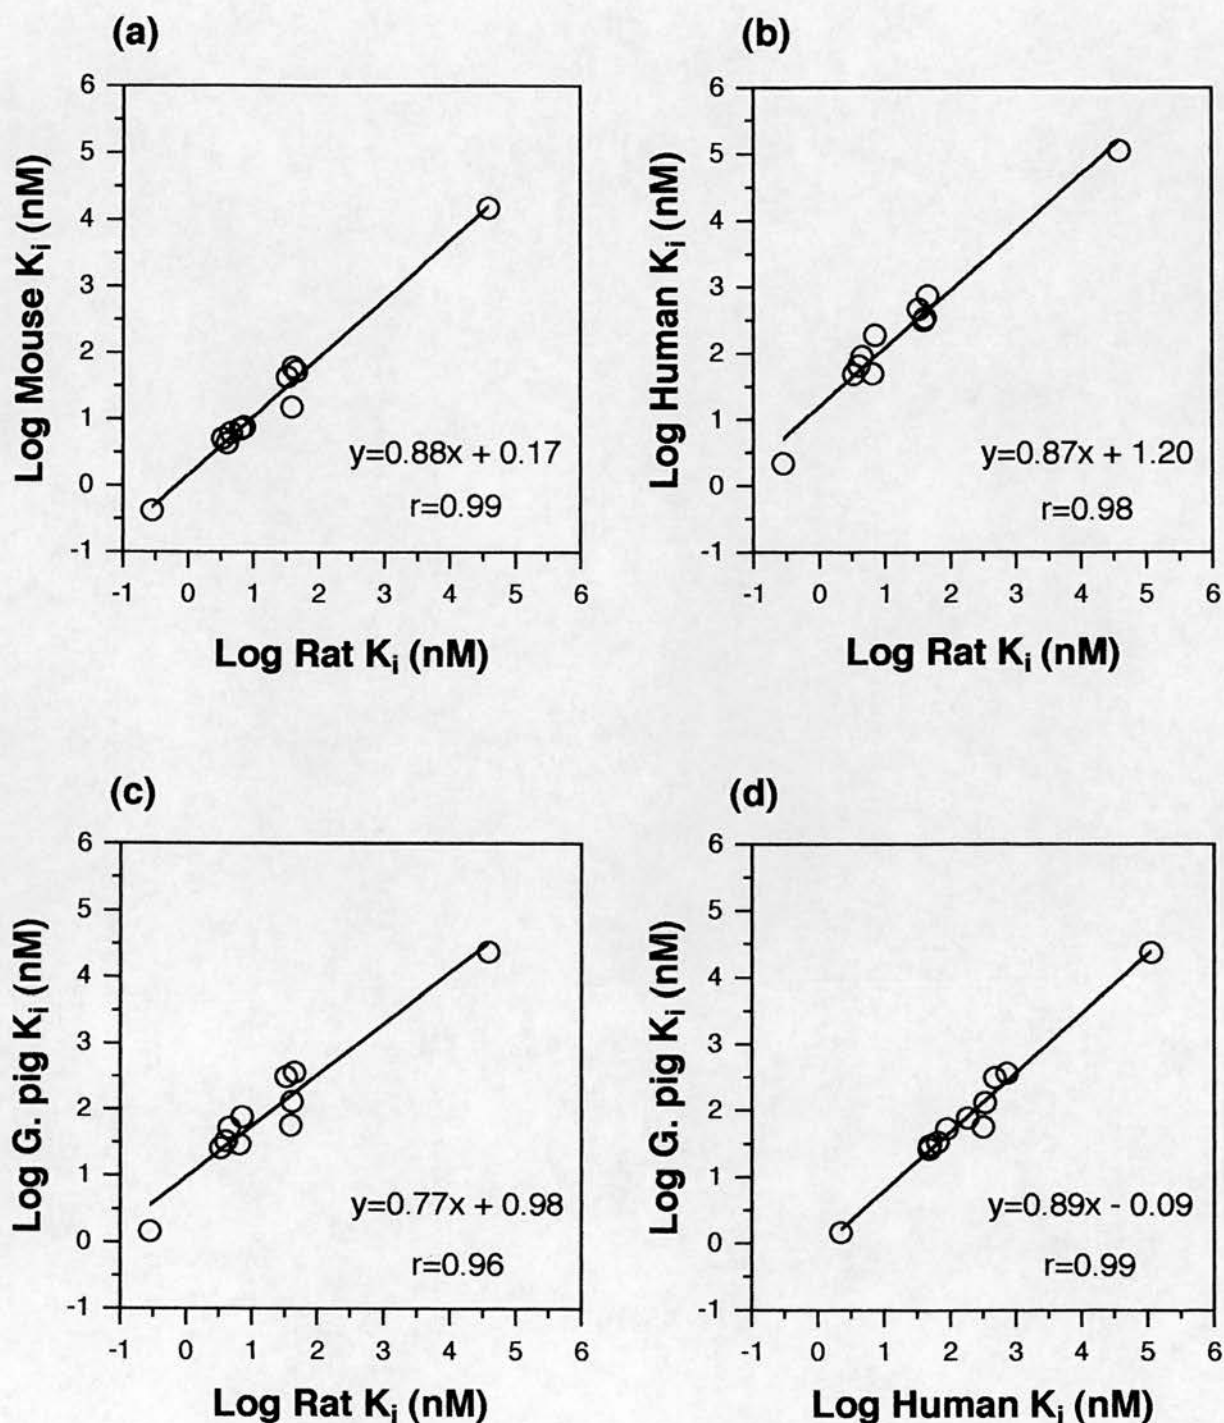 (a)
6
5
4
3
2
1
0
-1
Log Mouse Ki (nM)
y=0.88x + 0.17
r=0.99
-1 0 1 2 3 4 5 6
Log Rat Ki (nM)
(b)
6
5
4
3
2
1
0
-1
Log Human Ki (nM)
y=0.87x + 1.20
r=0.98
-1 0 1 2 3 4 5 6
Log Rat Ki (nM)
(c)
6
5
4
3
2
1
0
-1
Log G. pig Ki (nM)
y=0.77x + 0.98
r=0.96
-1 0 1 2 3 4 5 6
Log Rat Ki (nM)
(d)
6
5
4
3
2
1
0
-1
Log G. pig Ki (nM)
y=0.89x - 0.09
r=0.99
-1 0 1 2 3 4 5 6
Log Human Ki (nM)